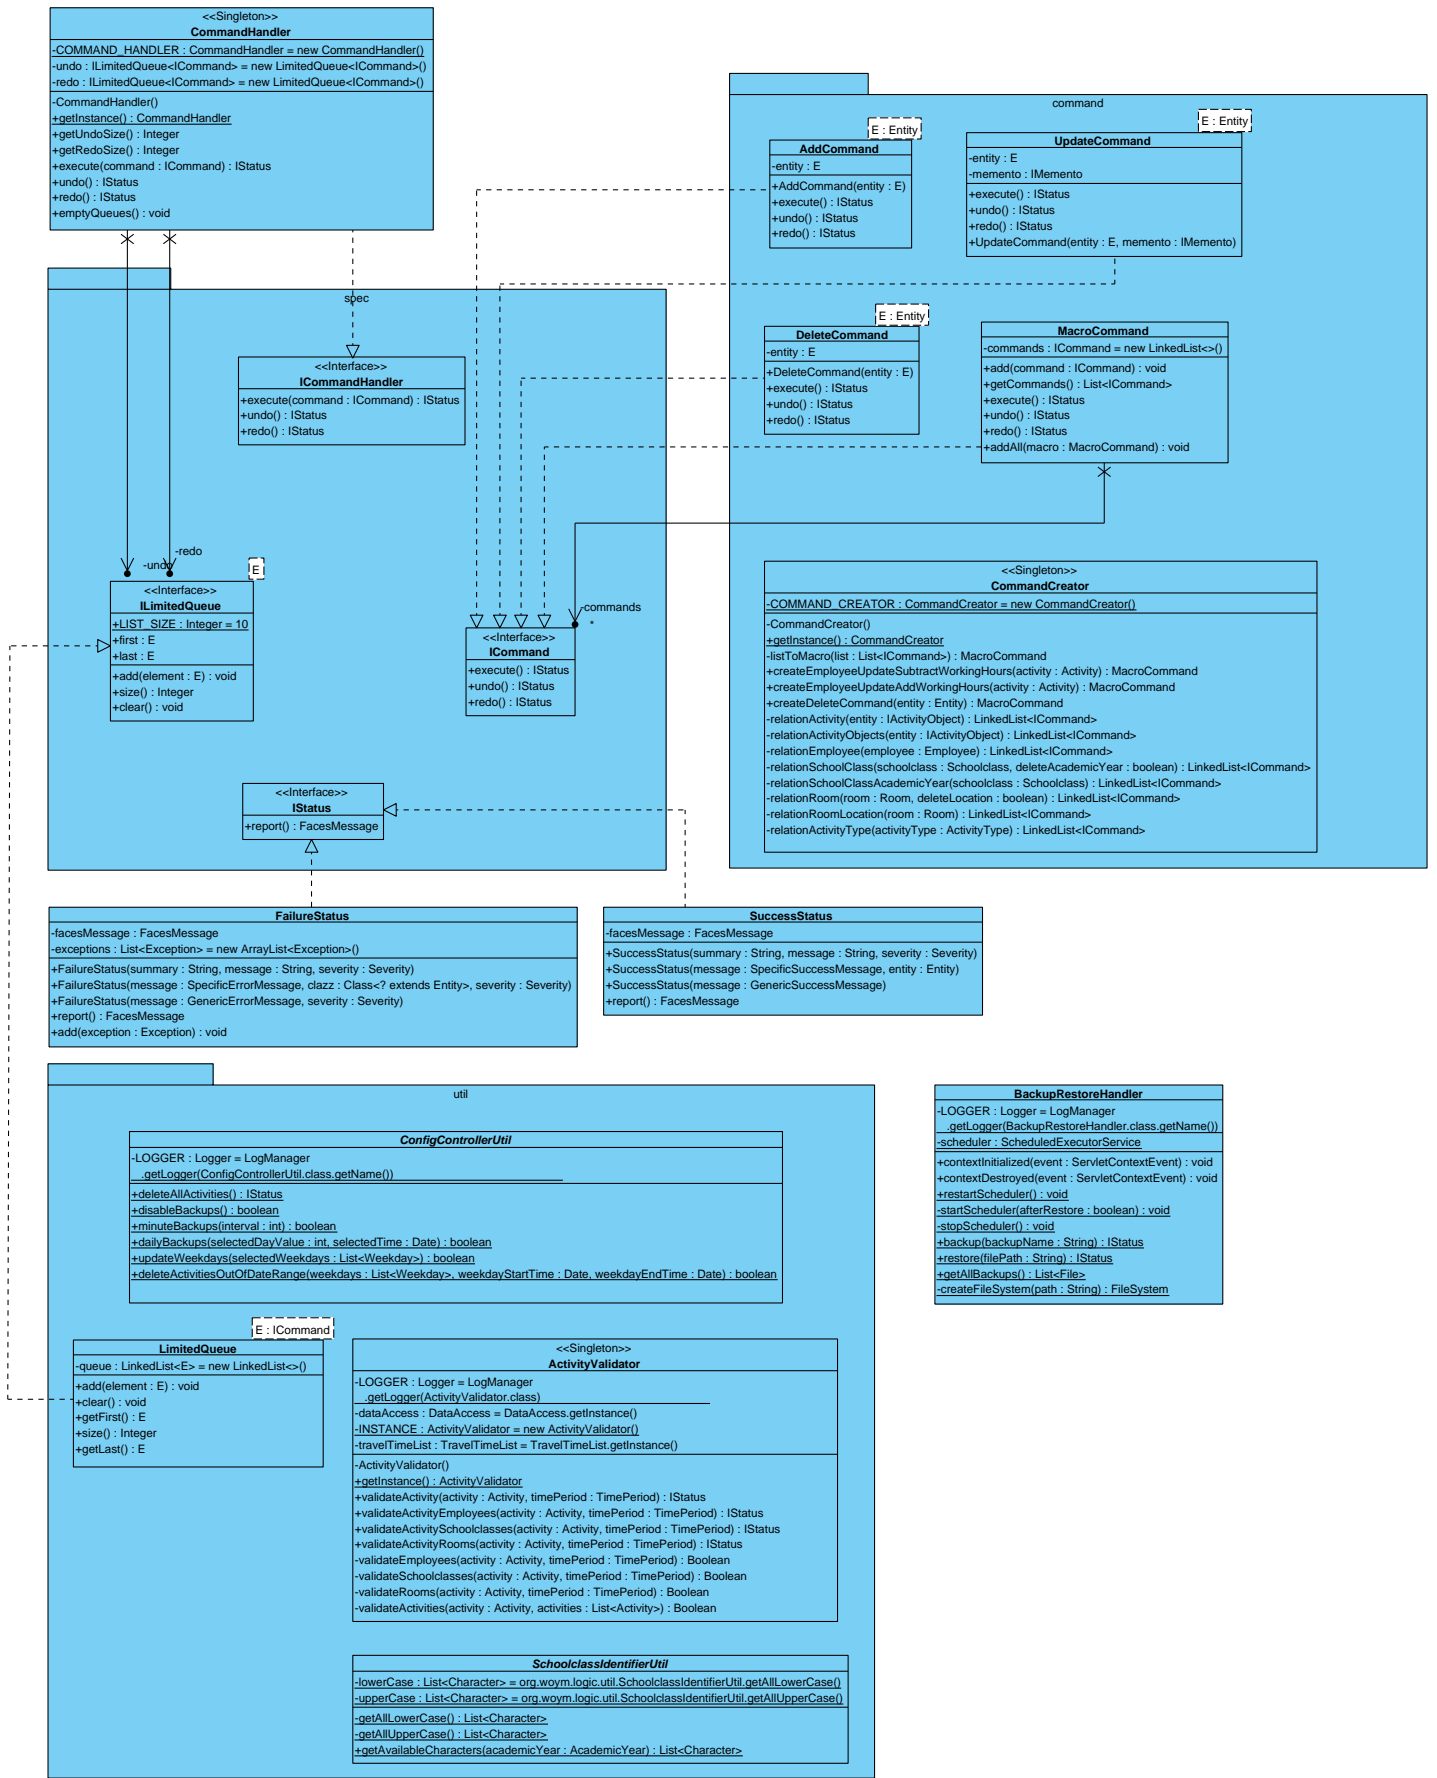 <<Singleton>>
CommandHandler
-COMMAND_HANDLER : CommandHandler = new CommandHandler()
-undo : ILimitedQueue<ICommand> = new LimitedQueue<ICommand>()
-redo : ILimitedQueue<ICommand> = new LimitedQueue<ICommand>()
-CommandHandler()
+getInstance() : CommandHandler
+getUndoSize() : Integer
+getRedoSize() : Integer
+execute(command : ICommand) : IStatus
+undo() : IStatus
+redo() : IStatus
+emptyQueues() : void
command
E : Entity
AddCommand
-entity : E
+AddCommand(entity : E)
+execute() : IStatus
+undo() : IStatus
+redo() : IStatus
E : Entity
UpdateCommand
-entity : E
-memento : IMemento
+execute() : IStatus
+undo() : IStatus
+redo() : IStatus
+UpdateCommand(entity : E, memento : IMemento)
E : Entity
DeleteCommand
-entity : E
+DeleteCommand(entity : E)
+execute() : IStatus
+undo() : IStatus
+redo() : IStatus
MacroCommand
-commands : ICommand = new LinkedList<>()
+add(command : ICommand) : void
+getCommands() : List<ICommand>
+execute() : IStatus
+undo() : IStatus
+redo() : IStatus
+addAll(macro : MacroCommand) : void
<<Singleton>>
CommandCreator
-COMMAND_CREATOR : CommandCreator = new CommandCreator()
-CommandCreator()
+getInstance() : CommandCreator
-listToMacro(list : List<ICommand>) : MacroCommand
+createEmployeeUpdateSubtractWorkingHours(activity : Activity) : MacroCommand
+createEmployeeUpdateAddWorkingHours(activity : Activity) : MacroCommand
+createDeleteCommand(entity : Entity) : MacroCommand
-relationActivity(entity : IActivityObject) : LinkedList<ICommand>
-relationActivityObjects(entity : IActivityObject) : LinkedList<ICommand>
-relationEmployee(employee : Employee) : LinkedList<ICommand>
-relationSchoolClass(schoolclass : Schoolclass, deleteAcademicYear : boolean) : LinkedList<ICommand>
-relationSchoolClassAcademicYear(schoolclass : Schoolclass) : LinkedList<ICommand>
-relationRoom(room : Room, deleteLocation : boolean) : LinkedList<ICommand>
-relationRoomLocation(room : Room) : LinkedList<ICommand>
-relationActivityType(activityType : ActivityType) : LinkedList<ICommand>
spec
<<Interface>>
ICommandHandler
+execute(command : ICommand) : IStatus
+undo() : IStatus
+redo() : IStatus
-redo
-undo
E
<<Interface>>
ILimitedQueue
+LIST_SIZE : Integer = 10
+first : E
+last : E
+add(element : E) : void
+size() : Integer
+clear() : void
-commands
*
<<Interface>>
ICommand
+execute() : IStatus
+undo() : IStatus
+redo() : IStatus
<<Interface>>
IStatus
+report() : FacesMessage
FailureStatus
-facesMessage : FacesMessage
-exceptions : List<Exception> = new ArrayList<Exception>()
+FailureStatus(summary : String, message : String, severity : Severity)
+FailureStatus(message : SpecificErrorMessage, clazz : Class<? extends Entity>, severity : Severity)
+FailureStatus(message : GenericErrorMessage, severity : Severity)
+report() : FacesMessage
+add(exception : Exception) : void
SuccessStatus
-facesMessage : FacesMessage
+SuccessStatus(summary : String, message : String, severity : Severity)
+SuccessStatus(message : SpecificSuccessMessage, entity : Entity)
+SuccessStatus(message : GenericSuccessMessage)
+report() : FacesMessage
util
ConfigControllerUtil
-LOGGER : Logger = LogManager
.getLogger(ConfigControllerUtil.class.getName())
+deleteAllActivities() : IStatus
+disableBackups() : boolean
+minuteBackups(interval : int) : boolean
+dailyBackups(selectedDayValue : int, selectedTime : Date) : boolean
+updateWeekdays(selectedWeekdays : List<Weekday>) : boolean
+deleteActivitiesOutOfDateRange(weekdays : List<Weekday>, weekdayStartTime : Date, weekdayEndTime : Date) : boolean
BackupRestoreHandler
-LOGGER : Logger = LogManager
.getLogger(BackupRestoreHandler.class.getName())
-scheduler : ScheduledExecutorService
+contextInitialized(event : ServletContextEvent) : void
+contextDestroyed(event : ServletContextEvent) : void
+restartScheduler() : void
-startScheduler(afterRestore : boolean) : void
-stopScheduler() : void
+backup(backupName : String) : IStatus
+restore(filePath : String) : IStatus
+getAllBackups() : List<File>
-createFileSystem(path : String) : FileSystem
E : ICommand
LimitedQueue
-queue : LinkedList<E> = new LinkedList<>()
+add(element : E) : void
+clear() : void
+getFirst() : E
+size() : Integer
+getLast() : E
<<Singleton>>
ActivityValidator
-LOGGER : Logger = LogManager
.getLogger(ActivityValidator.class)
-dataAccess : DataAccess = DataAccess.getInstance()
-INSTANCE : ActivityValidator = new ActivityValidator()
-travelTimeList : TravelTimeList = TravelTimeList.getInstance()
-ActivityValidator()
+getInstance() : ActivityValidator
+validateActivity(activity : Activity, timePeriod : TimePeriod) : IStatus
+validateActivityEmployees(activity : Activity, timePeriod : TimePeriod) : IStatus
+validateActivitySchoolclasses(activity : Activity, timePeriod : TimePeriod) : IStatus
+validateActivityRooms(activity : Activity, timePeriod : TimePeriod) : IStatus
-validateEmployees(activity : Activity, timePeriod : TimePeriod) : Boolean
-validateSchoolclasses(activity : Activity, timePeriod : TimePeriod) : Boolean
-validateRooms(activity : Activity, timePeriod : TimePeriod) : Boolean
-validateActivities(activity : Activity, activities : List<Activity>) : Boolean
SchoolclassIdentifierUtil
-lowerCase : List<Character> = org.woym.logic.util.SchoolclassIdentifierUtil.getAllLowerCase()
-upperCase : List<Character> = org.woym.logic.util.SchoolclassIdentifierUtil.getAllUpperCase()
-getAllLowerCase() : List<Character>
-getAllUpperCase() : List<Character>
+getAvailableCharacters(academicYear : AcademicYear) : List<Character>